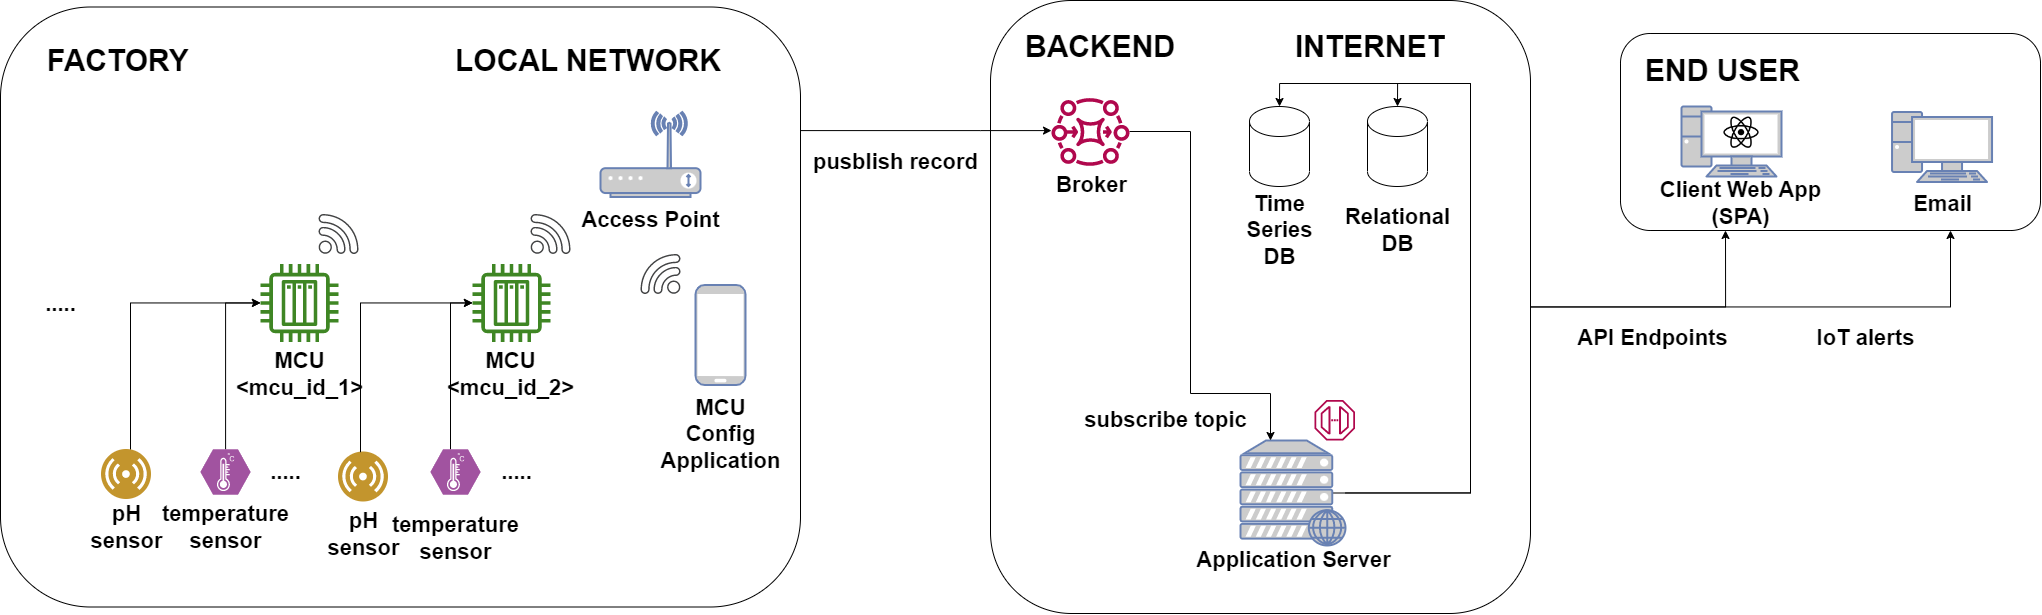 FACTORY
LOCAL NETWORK
Access Point
.....
MCU
<mcu_id_1>
MCU
<mcu_id_2>
MCU
Config
Application
pH
sensor
temperature
sensor
.....
pH
sensor
temperature
sensor
.....
pusblish record
BACKEND
INTERNET
Broker
Time
Series
DB
Relational
DB
subscribe topic
Application Server
END USER
Client Web App
(SPA)
Email
API Endpoints
IoT alerts